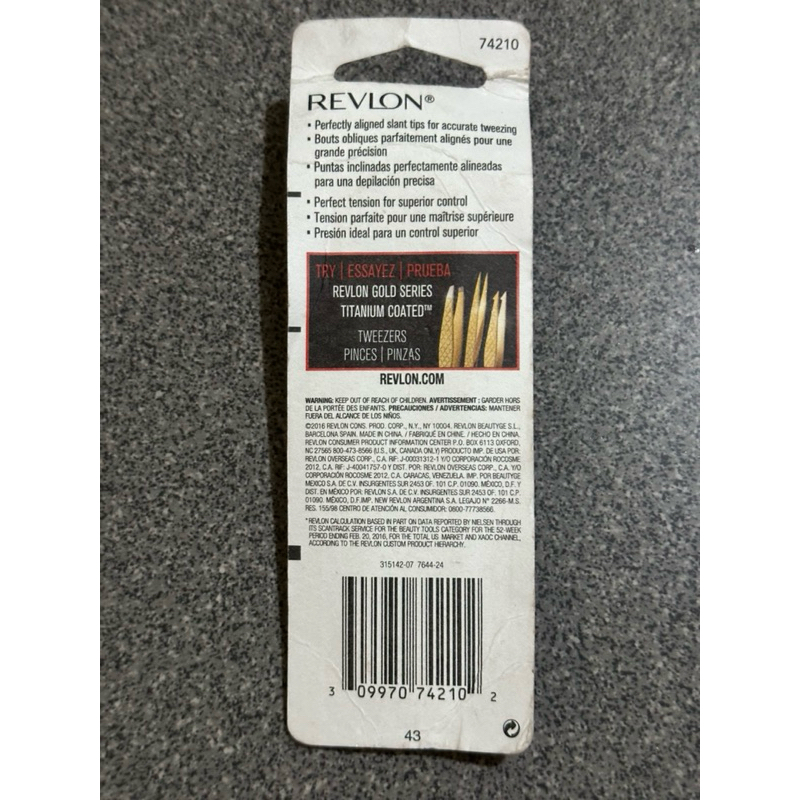 74210
REVLON®
• Perfectly aligned slant tips for accurate tweezing
• Bouts obliques parfaitement alignés pour une
grande précision
• Puntas inclinadas perfectamente alineadas
para una depilación precisa
• Perfect tension for superior control
• Tension parfaite pour une maîtrise supérieure
• Presión ideal para un control superior
TRY | ESSAYEZ | PRUEBA
REVLON GOLD SERIES
TITANIUM COATED™
TWEEZERS
PINCES | PINZAS
REVLON.COM
WARNING: KEEP OUT OF REACH OF CHILDREN. AVERTISSEMENT : GARDER HORS
DE LA PORTÉE DES ENFANTS. PRECAUCIONES / ADVERTENCIAS: MANTENER
FUERA DEL ALCANCE DE LOS NIÑOS.
©2016 REVLON CONS. PROD. CORP., N.Y., NY 10004. REVLON BEAUTYGE S.L.,
BARCELONA SPAIN. MADE IN CHINA. / FABRIQUÉ EN CHINE. / HECHO EN CHINA.
REVLON CONSUMER PRODUCT INFORMATION CENTER P.O. BOX 6113 OXFORD,
NC 27565 800-473-8566 (U.S., UK, CANADA ONLY) PRODUCTO IMP. DE USA POR:
REVLON OVERSEAS CORP., C.A. RIF: J-00031312-1 Y/O CORPORACIÓN ROCOSME
2012, C.A. RIF: J-40041757-0 Y DIST. POR: REVLON OVERSEAS CORP., C.A. Y/O
CORPORACIÓN ROCOSME 2012, C.A. CARACAS, VENEZUELA. IMP. POR BEAUTYGE
MEXICO S.A. DE C.V. INSURGENTES SUR 2453 OF. 101 C.P. 01090. MÉXICO, D.F. Y
DIST. EN MÉXICO POR: REVLON S.A. DE C.V. INSURGENTES SUR 2453 OF. 101 C.P.
01090. MÉXICO, D.F.IMP. NEW REVLON ARGENTINA S.A. LEGAJO N° 2266-M.S.
RES. 155/98 CENTRO DE ATENCIÓN AL CONSUMIDOR: 0800-77738566.
*REVLON CALCULATION BASED IN PART ON DATA REPORTED BY NIELSEN THROUGH
ITS SCANTRACK SERVICE FOR THE BEAUTY TOOLS CATEGORY FOR THE 52-WEEK
PERIOD ENDING FEB. 20, 2016, FOR THE TOTAL US MARKET AND XAOC CHANNEL,
ACCORDING TO THE REVLON CUSTOM PRODUCT HIERARCHY.
315142-07 7644-24
3 09970 74210 2
43